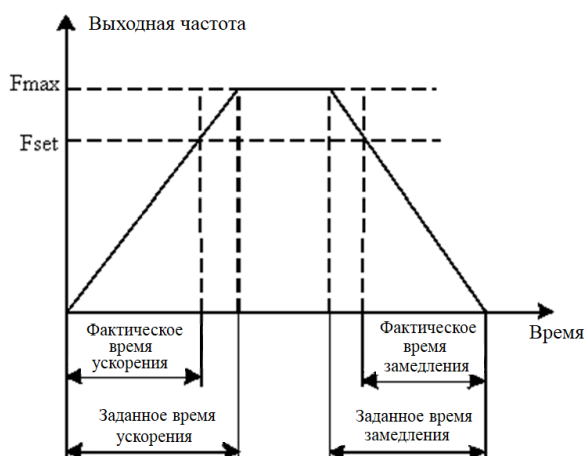 Выходная частота
Fmax
Fset
Время
Фактическое
время
ускорения
Фактическое
время
замедления
Заданное время
ускорения
Заданное время
замедления